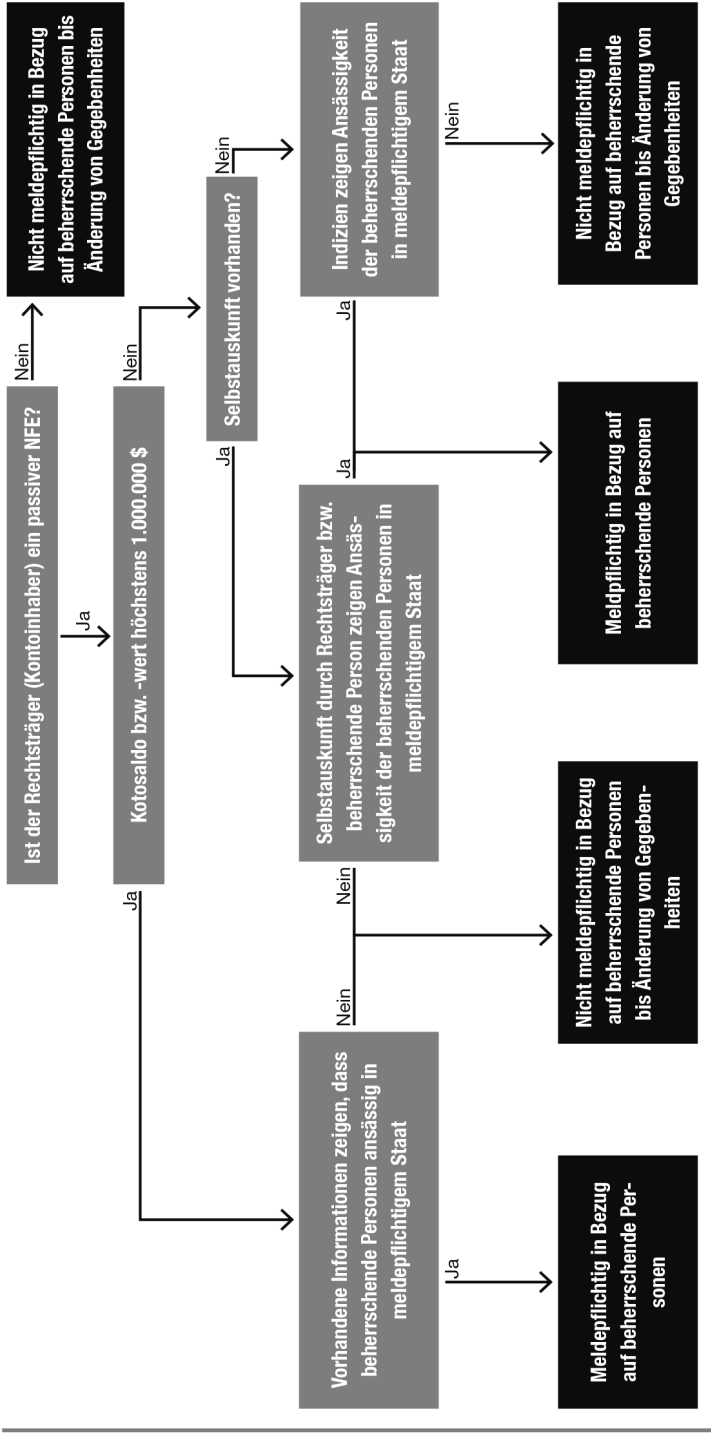 Ist der Rechtsträger (Kontoinhaber) ein passiver NFE?
Nein
Nicht meldepflichtig in Bezug
auf beherrschende Personen bis
Änderung von Gegebenheiten
Ja
Kotosaldo bzw. -wert höchstens 1.000.000 $
Ja
Nein
Selbstauskunft vorhanden?
Ja
Nein
Vorhandene Informationen zeigen, dass
beherrschende Personen ansässig in
meldepflichtigem Staat
Nein
Nein
Selbstauskunft durch Rechtsträger bzw.
beherrschende Person zeigen Ansäs-
sigkeit der beherrschenden Personen in
meldepflichtigem Staat
Ja
Ja
Indizien zeigen Ansässigkeit
der beherrschenden Personen
in meldepflichtigem Staat
Ja
Nein
Meldepflichtig in Bezug
auf beherrschende Per-
sonen
Nicht meldepflichtig in Bezug
auf beherrschende Personen
bis Änderung von Gegeben-
heiten
Meldpflichtig in Bezug auf
beherrschende Personen
Nicht meldepflichtig in
Bezug auf beherrschende
Personen bis Änderung von
Gegebenheiten